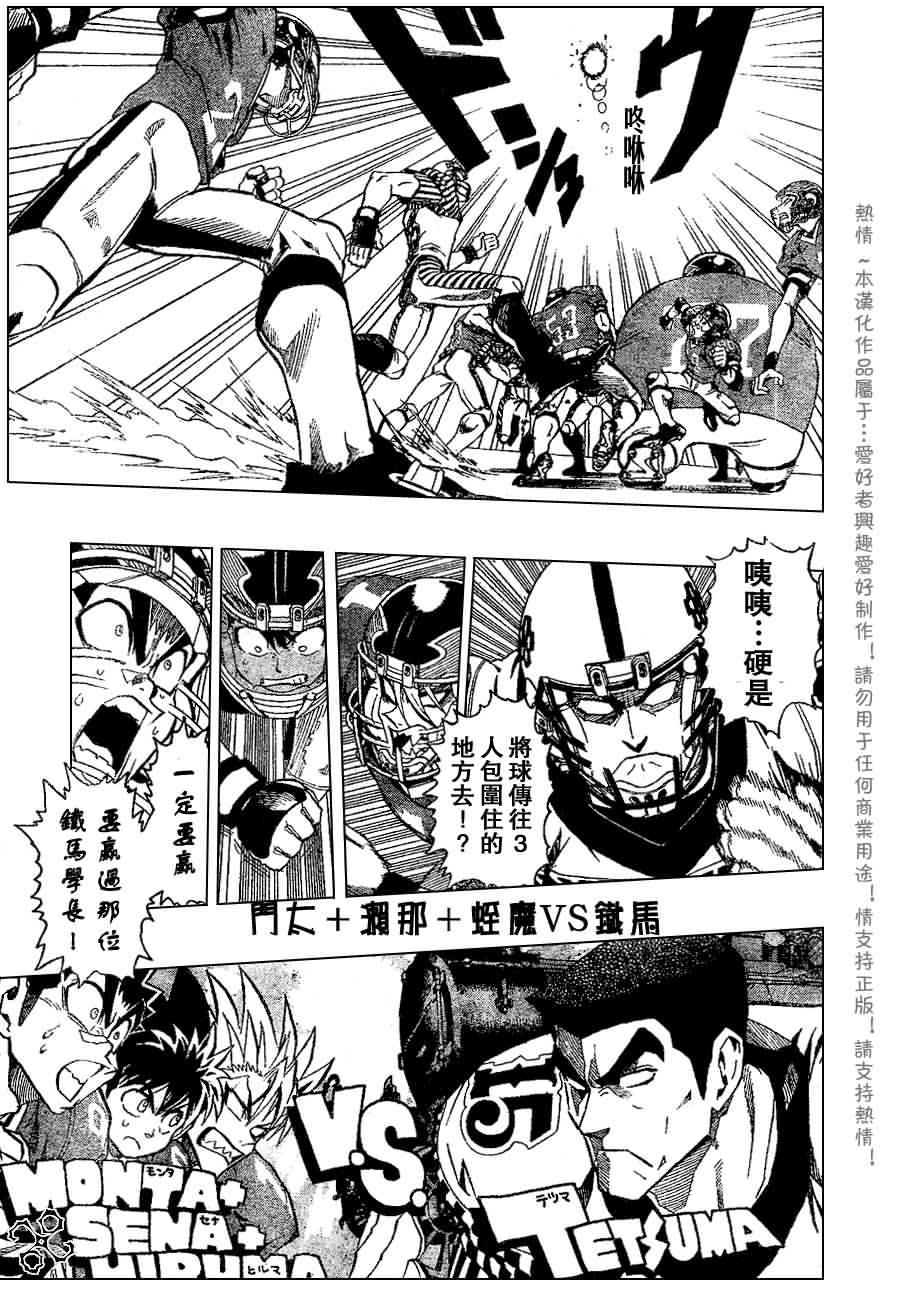 ドドドッ
咚咻咻
咦咦…硬是
將球傳往3
人包圍住的
地方去!?
一定要贏
要贏過那位
鐵馬學長!
門太+瀨那+蛭魔VS鐵馬
57
77
15
V.S.
モンタ
MONTA+
セナ
SENA+
ヒルマ
テツマ
TETSUMA
熱情~本漢化作品屬于…愛好者興趣愛好制作!請勿用于任何商業用途!情支持正版!請支持熱情!